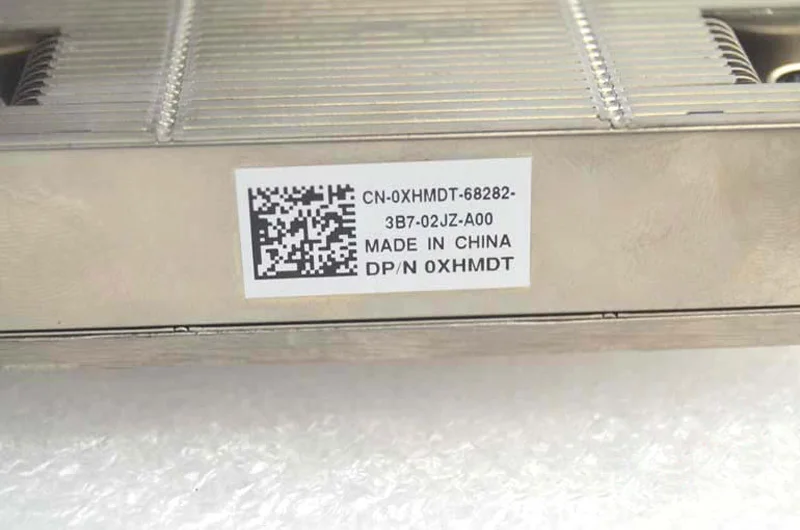 CN-0XHMDT-68282-
3B7-02JZ-A00
MADE IN CHINA
DP/N 0XHMDT